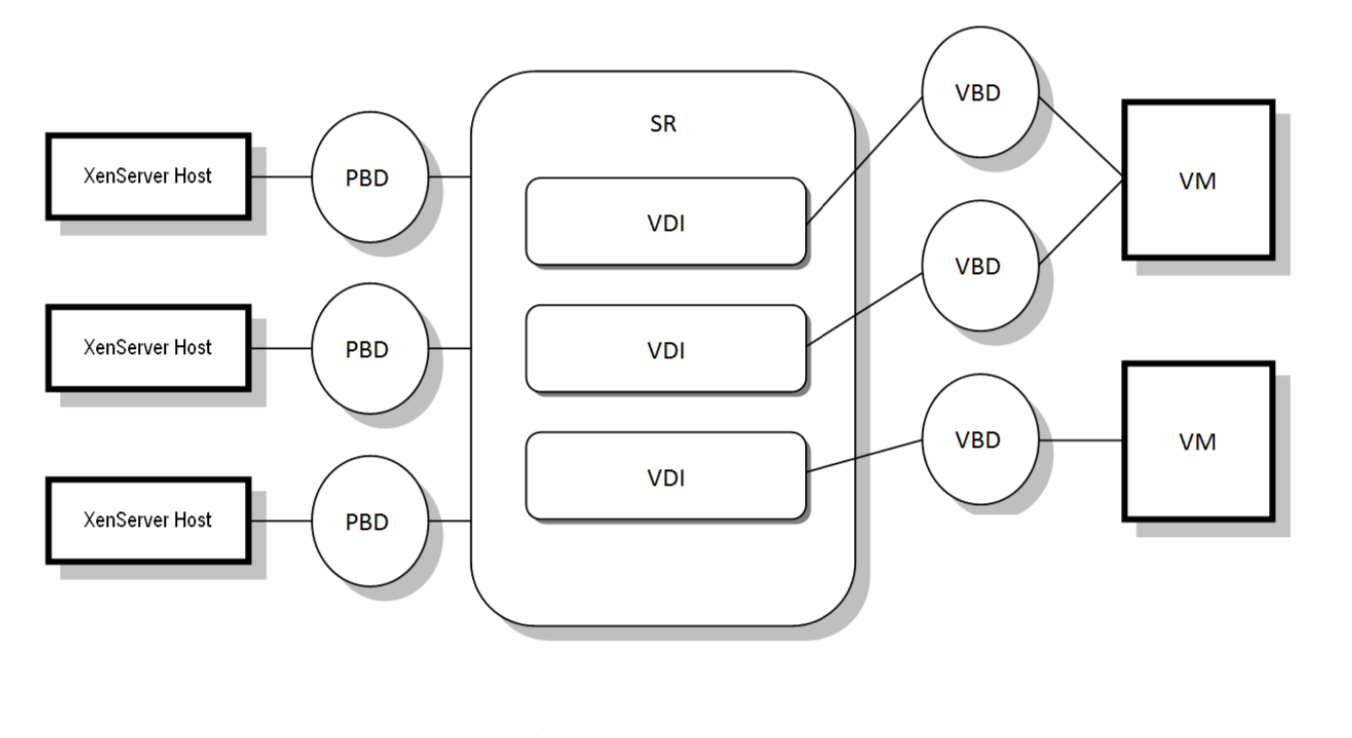 XenServer Host
PBD
XenServer Host
PBD
XenServer Host
PBD
SR
VDI
VDI
VDI
VBD
VBD
VBD
VM
VM